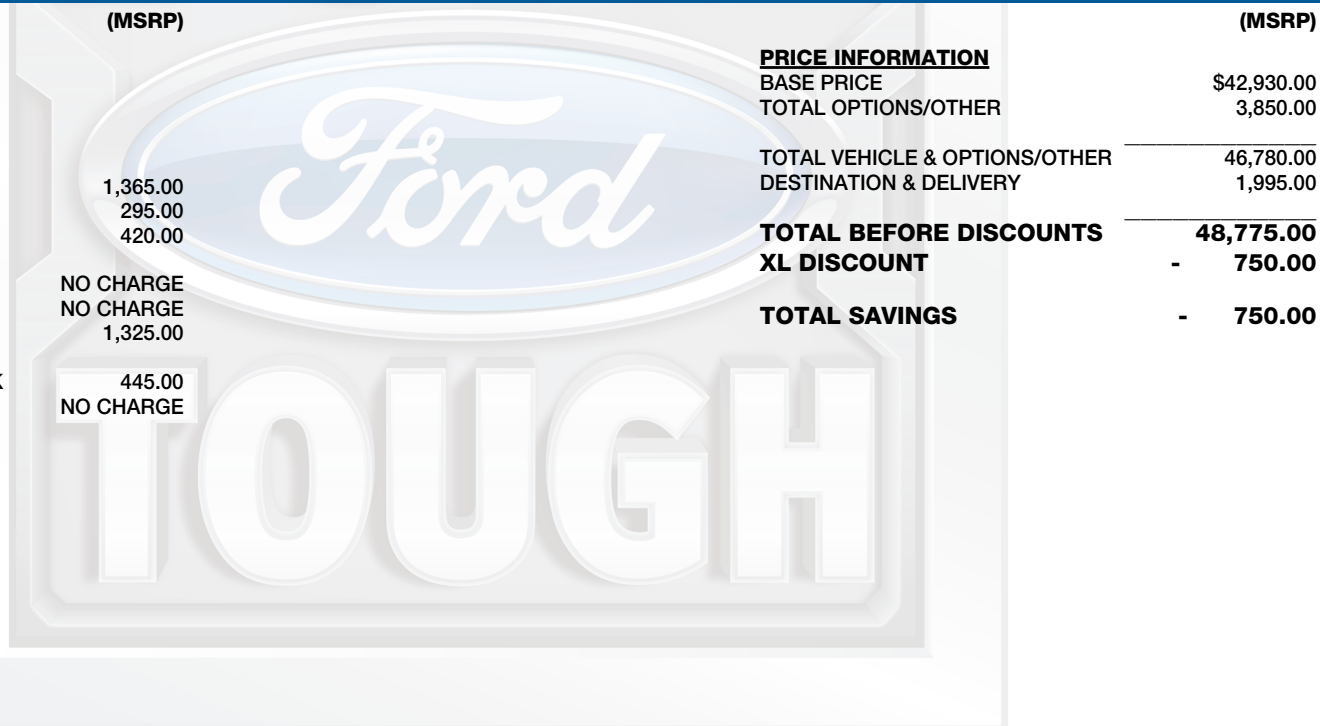 (MSRP)
1,365.00
295.00
420.00
NO CHARGE
NO CHARGE
1,325.00
K 445.00
NO CHARGE
(MSRP)
PRICE INFORMATION
BASE PRICE $42,930.00
TOTAL OPTIONS/OTHER 3,850.00
TOTAL VEHICLE & OPTIONS/OTHER 46,780.00
DESTINATION & DELIVERY 1,995.00
TOTAL BEFORE DISCOUNTS 48,775.00
XL DISCOUNT - 750.00
TOTAL SAVINGS - 750.00
Ford
TOUGH